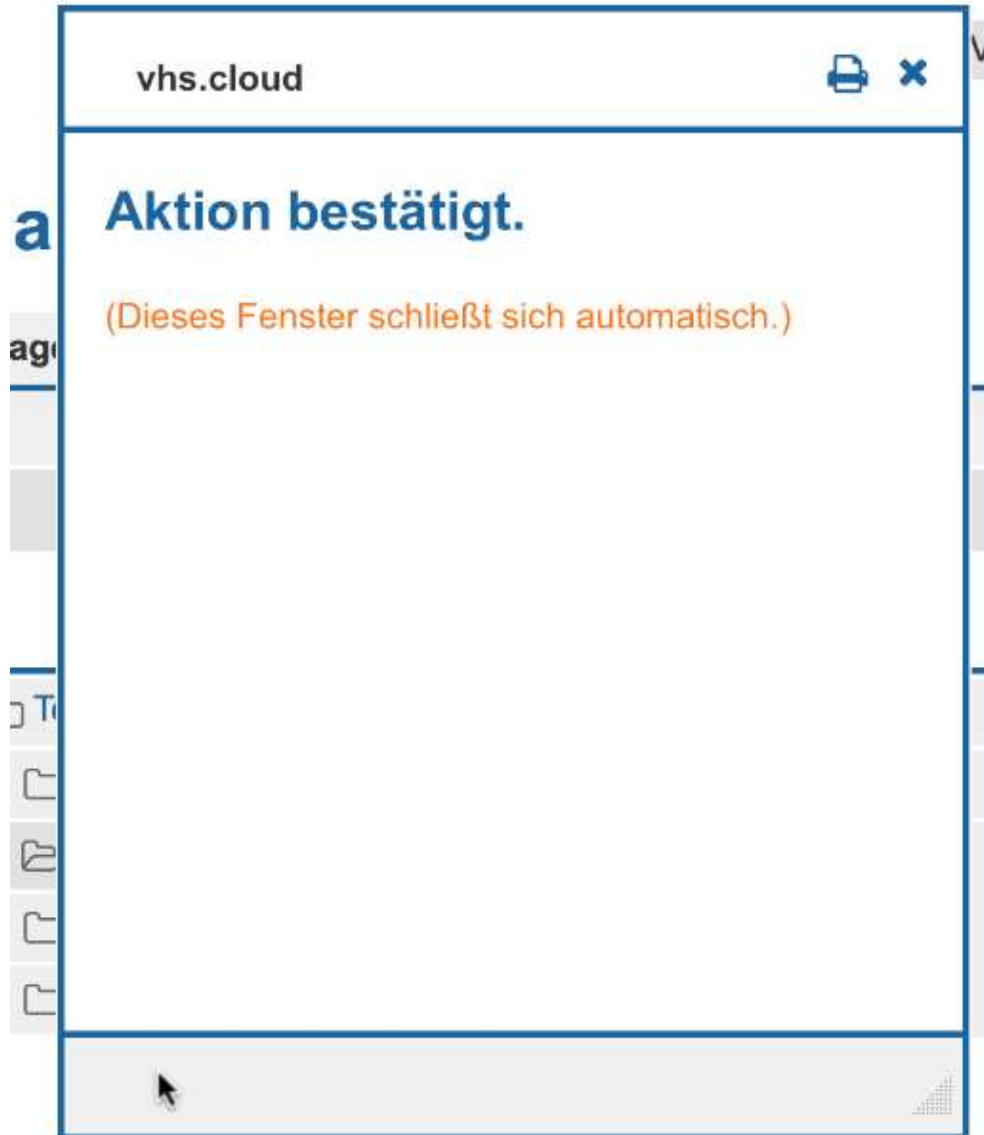 vhs.cloud
Aktion bestätigt.
(Dieses Fenster schließt sich automatisch.)